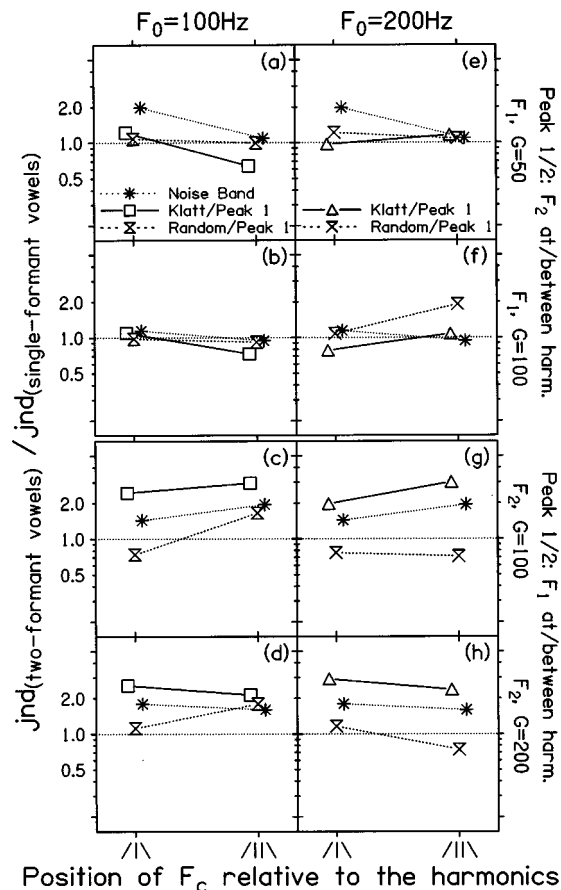 F0=100Hz
F0=200Hz
(a)
(e)
2.0
1.0
0.5
Noise Band
Klatt/Peak 1
Random/Peak 1
Klatt/Peak 1
Random/Peak 1
F1, G=50
(b)
(f)
2.0
1.0
0.5
F1, G=100
Peak 1/2: F2 at/between harm.
(c)
(g)
2.0
1.0
0.5
F2, G=100
(d)
(h)
2.0
1.0
0.5
F2, G=200
Peak 1/2: F1 at/between harm.
jnd(two-formant vowels) / jnd(single-formant vowels)
/I\
/II\
/I\
/II\
Position of Fc relative to the harmonics